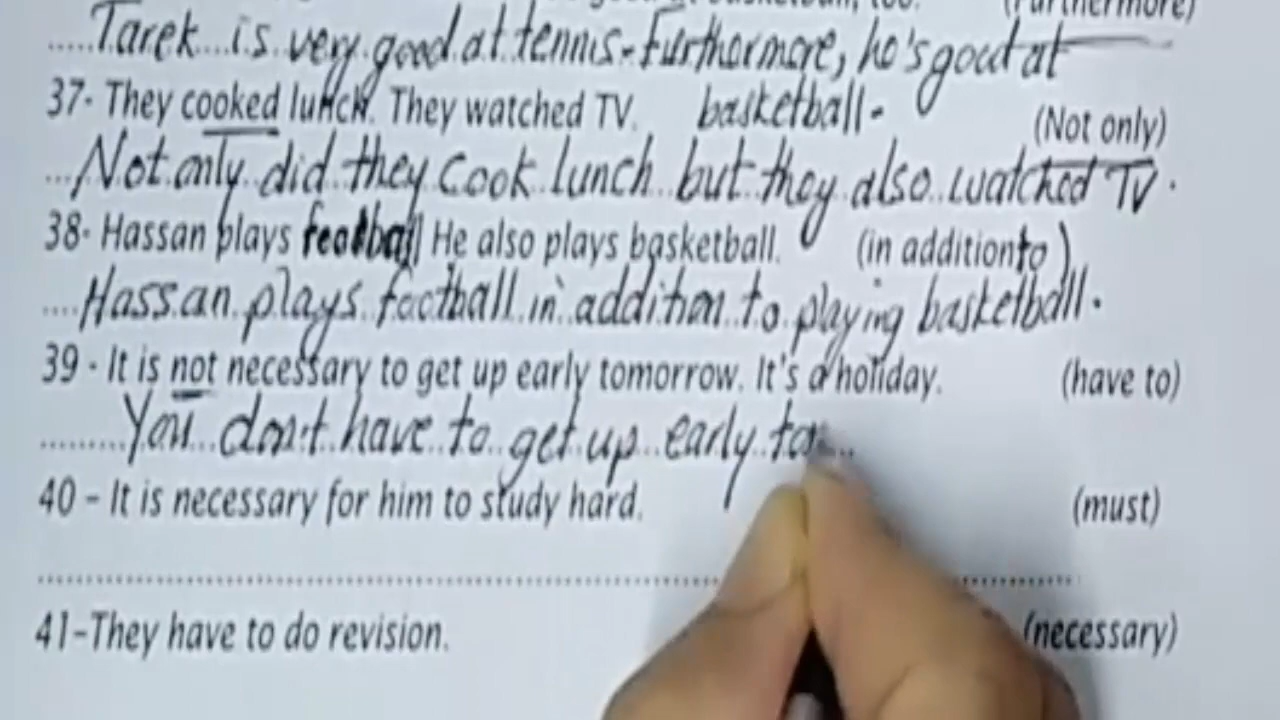 basketball, too. (Furthermore)
.....Tarek is very good at tennis. Furthermore, he's good at
basketball.
37- They cooked lunch. They watched TV. (Not only)
...Not only did they cook lunch but they also watched TV.
38- Hassan plays football He also plays basketball. (in addition to)
....Hassan plays football in addition to playing basketball.
39 - It is not necessary to get up early tomorrow. It's a holiday. (have to)
.........You don't have to get up early to
40 – It is necessary for him to study hard. (must)
41–They have to do revision. (necessary)